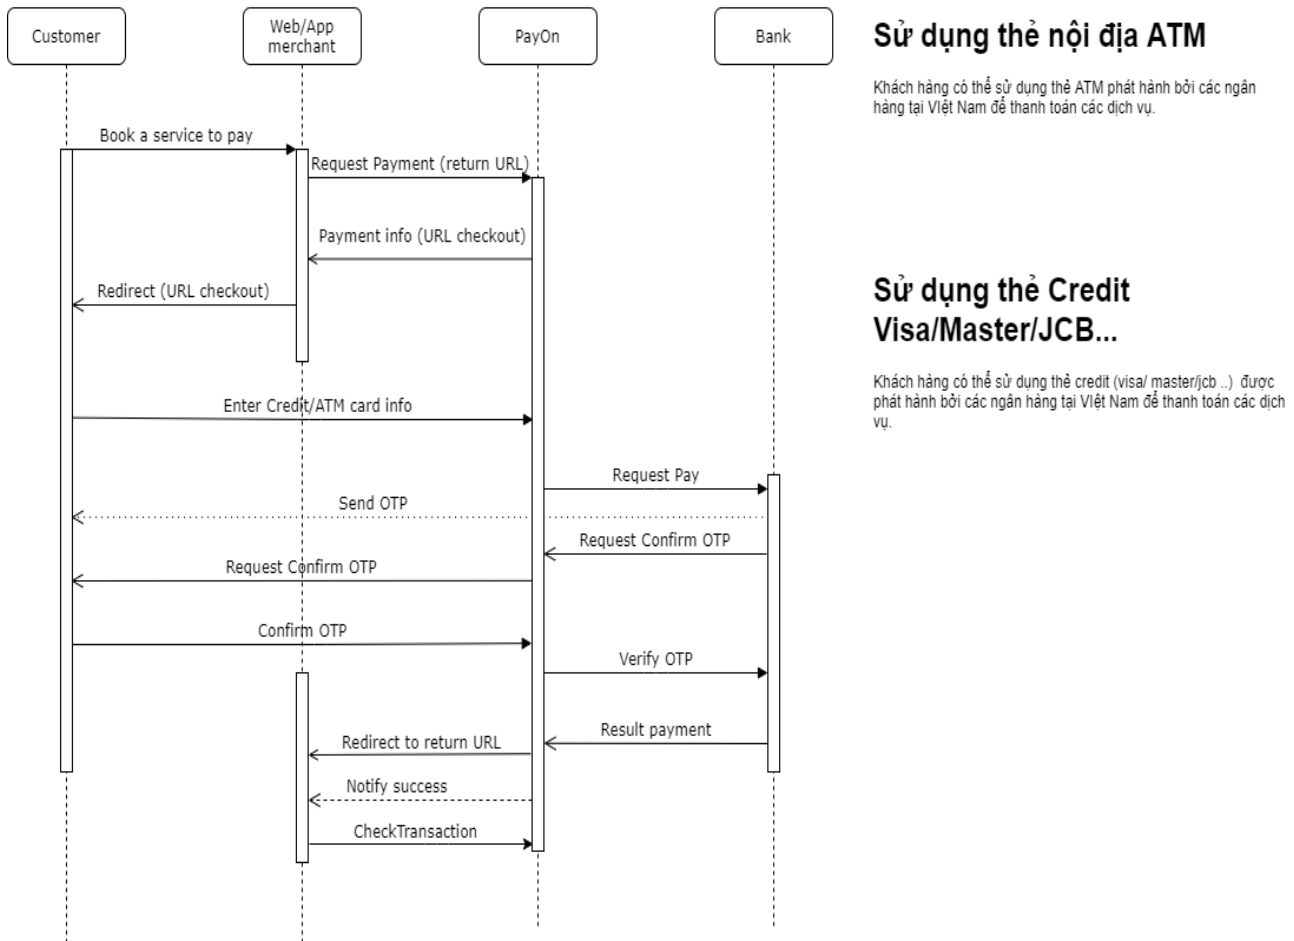 Customer
Web/App
merchant
PayOn
Bank
Sử dụng thẻ nội địa ATM
Khách hàng có thể sử dụng thẻ ATM phát hành bởi các ngân
hàng tại VIệt Nam để thanh toán các dịch vụ.
Book a service to pay
Request Payment (return URL)
Payment info (URL checkout)
Redirect (URL checkout)
Sử dụng thẻ Credit
Visa/Master/JCB...
Khách hàng có thể sử dụng thẻ credit (visa/ master/jcb ..) được
phát hành bởi các ngân hàng tại VIệt Nam để thanh toán các dịch
vụ.
Enter Credit/ATM card info
Request Pay
Send OTP
Request Confirm OTP
Request Confirm OTP
Confirm OTP
Verify OTP
Result payment
Redirect to return URL
Notify success
CheckTransaction